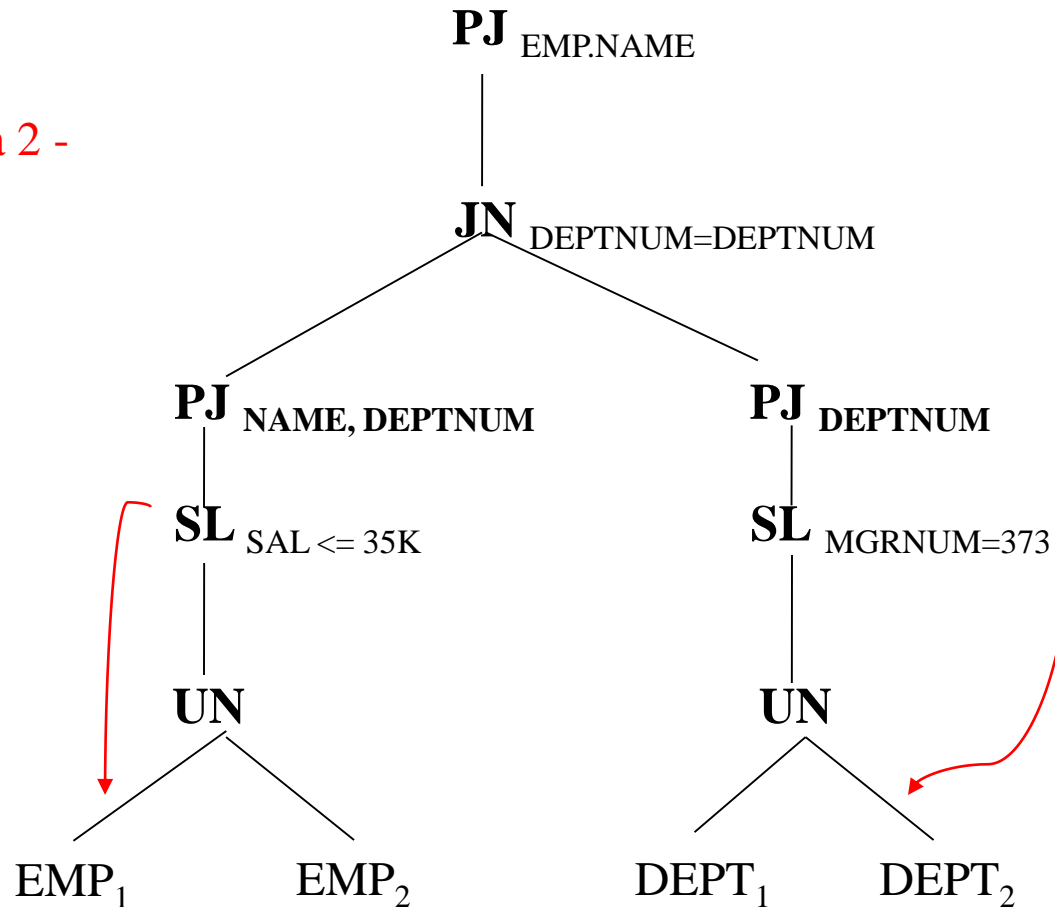 PJ EMP.NAME
2 -
JN DEPTNUM=DEPTNUM
PJ NAME, DEPTNUM PJ DEPTNUM
SL SAL <= 35K SL MGRNUM=373
UN UN
EMP₁ EMP₂ DEPT₁ DEPT₂